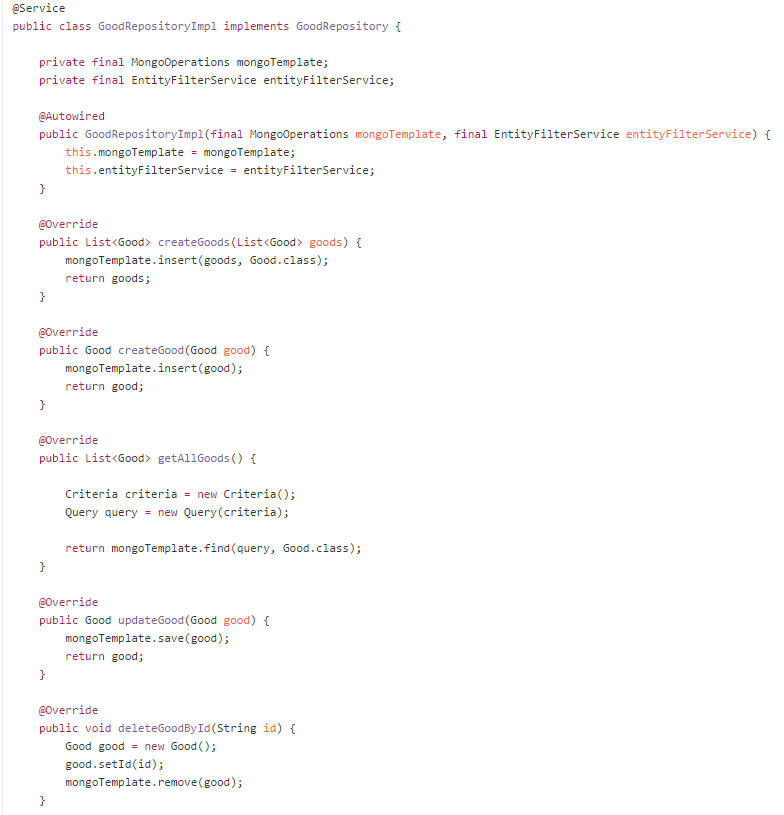 @Service
public class GoodRepositoryImpl implements GoodRepository {
private final MongoOperations mongoTemplate;
private final EntityFilterService entityFilterService;
@Autowired
public GoodRepositoryImpl(final MongoOperations mongoTemplate, final EntityFilterService entityFilterService) {
this.mongoTemplate = mongoTemplate;
this.entityFilterService = entityFilterService;
}
@Override
public List<Good> createGoods(List<Good> goods) {
mongoTemplate.insert(goods, Good.class);
return goods;
}
@Override
public Good createGood(Good good) {
mongoTemplate.insert(good);
return good;
}
@Override
public List<Good> getAllGoods() {
Criteria criteria = new Criteria();
Query query = new Query(criteria);
return mongoTemplate.find(query, Good.class);
}
@Override
public Good updateGood(Good good) {
mongoTemplate.save(good);
return good;
}
@Override
public void deleteGoodById(String id) {
Good good = new Good();
good.setId(id);
mongoTemplate.remove(good);
}